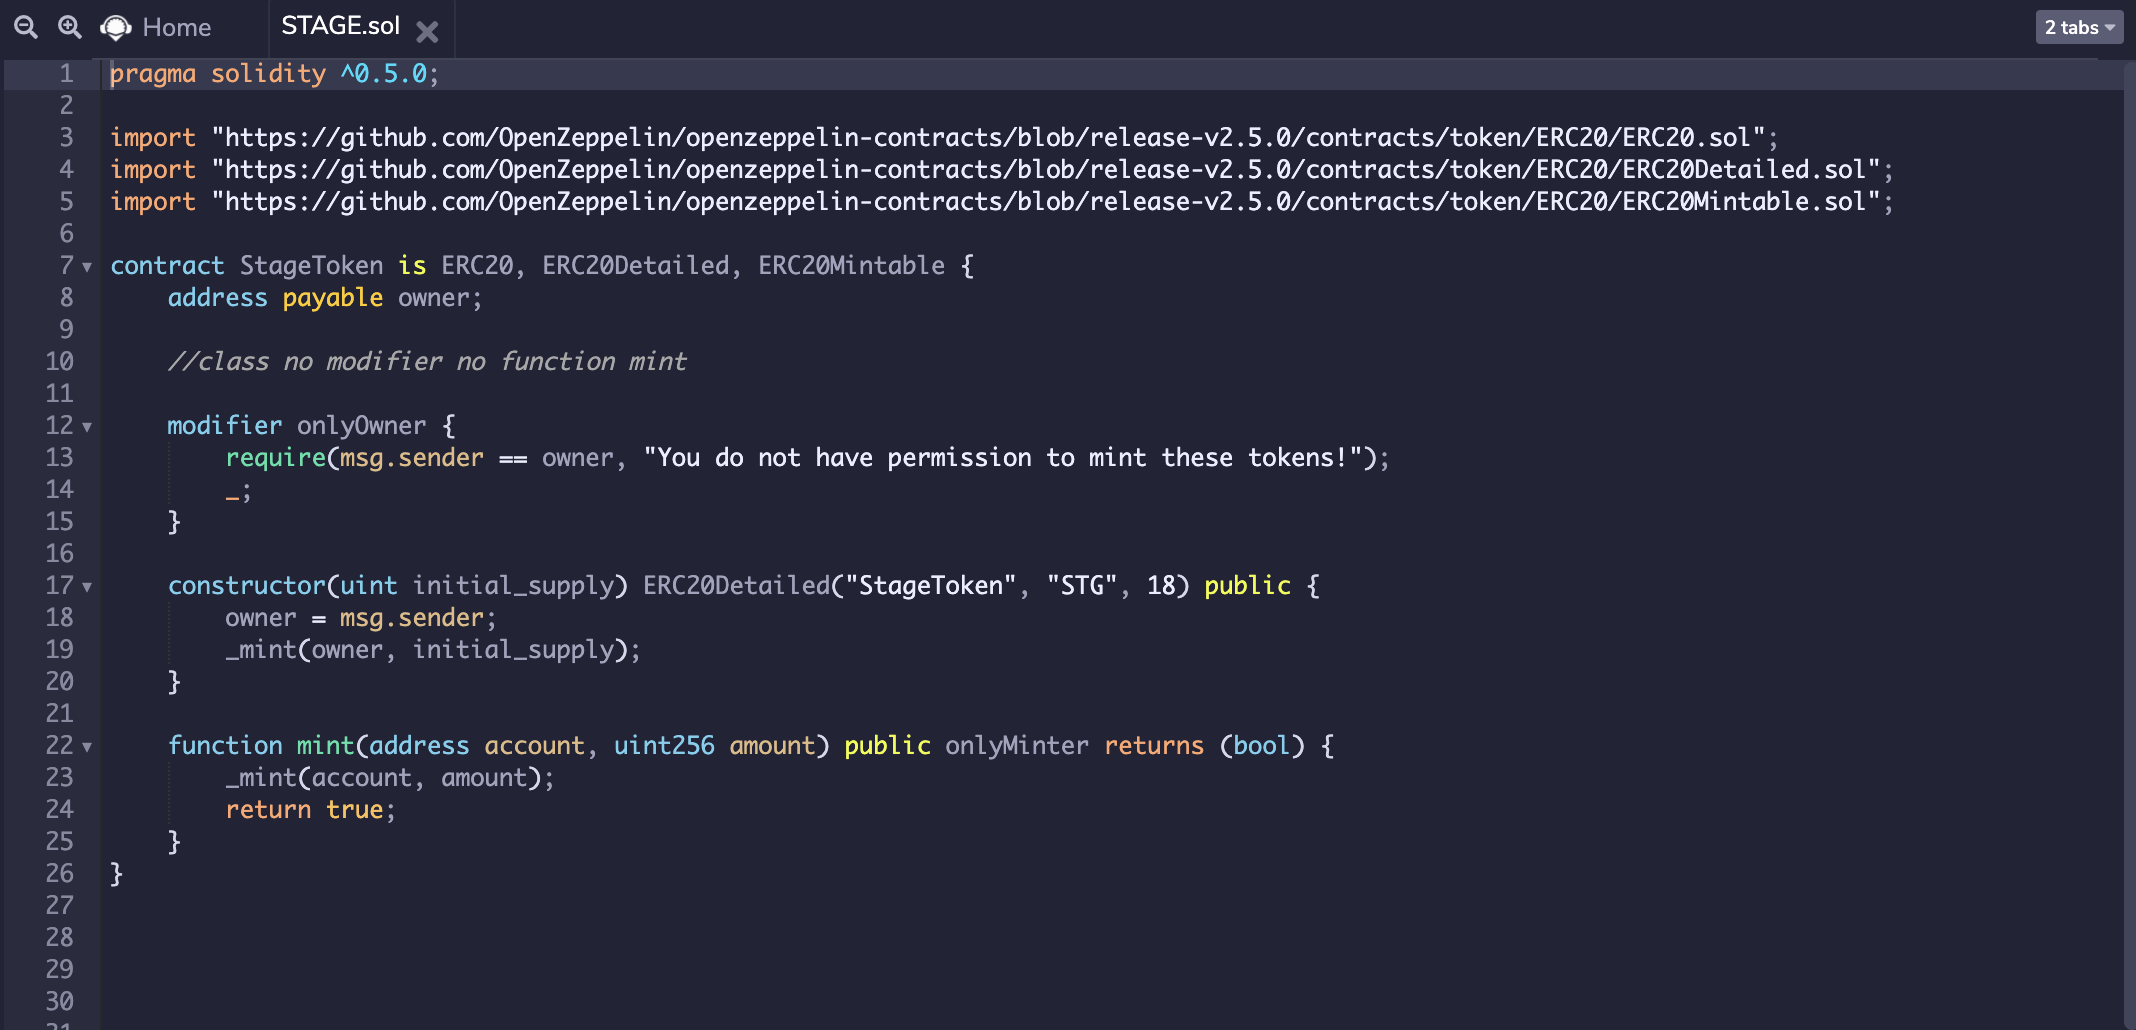 Home STAGE.sol 2 tabs
1 pragma solidity ^0.5.0;
2
3 import "https://github.com/OpenZeppelin/openzeppelin-contracts/blob/release-v2.5.0/contracts/token/ERC20/ERC20.sol";
4 import "https://github.com/OpenZeppelin/openzeppelin-contracts/blob/release-v2.5.0/contracts/token/ERC20/ERC20Detailed.sol";
5 import "https://github.com/OpenZeppelin/openzeppelin-contracts/blob/release-v2.5.0/contracts/token/ERC20/ERC20Mintable.sol";
6
7 contract StageToken is ERC20, ERC20Detailed, ERC20Mintable {
8 address payable owner;
9
10 //class no modifier no function mint
11
12 modifier onlyOwner {
13 require(msg.sender == owner, "You do not have permission to mint these tokens!");
14 _;
15 }
16
17 constructor(uint initial_supply) ERC20Detailed("StageToken", "STG", 18) public {
18 owner = msg.sender;
19 _mint(owner, initial_supply);
20 }
21
22 function mint(address account, uint256 amount) public onlyMinter returns (bool) {
23 _mint(account, amount);
24 return true;
25 }
26 }
27
28
29
30
31